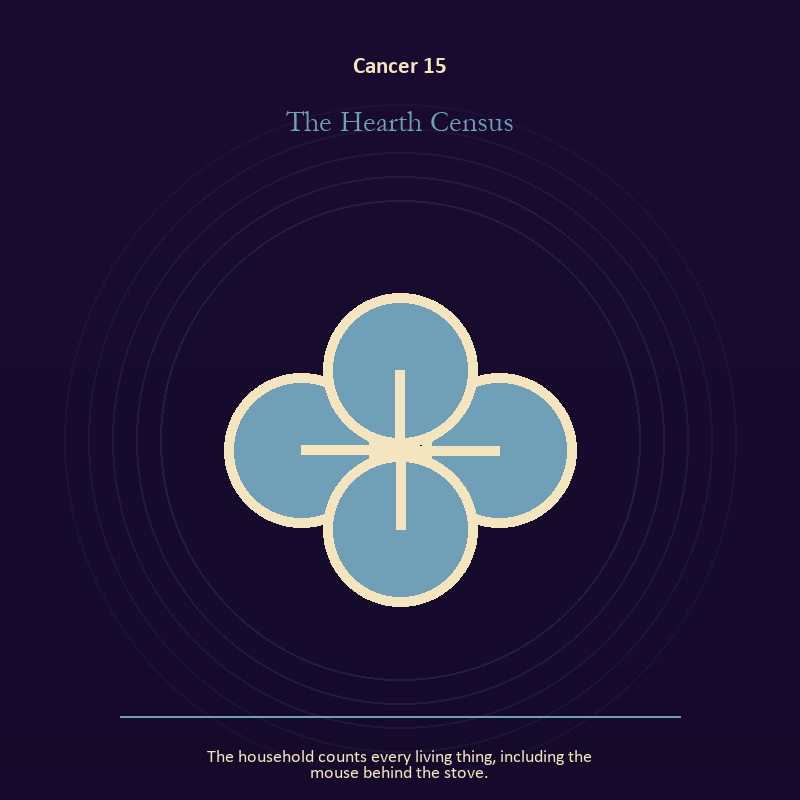 Cancer 15
The Hearth Census
The household counts every living thing, including the
mouse behind the stove.